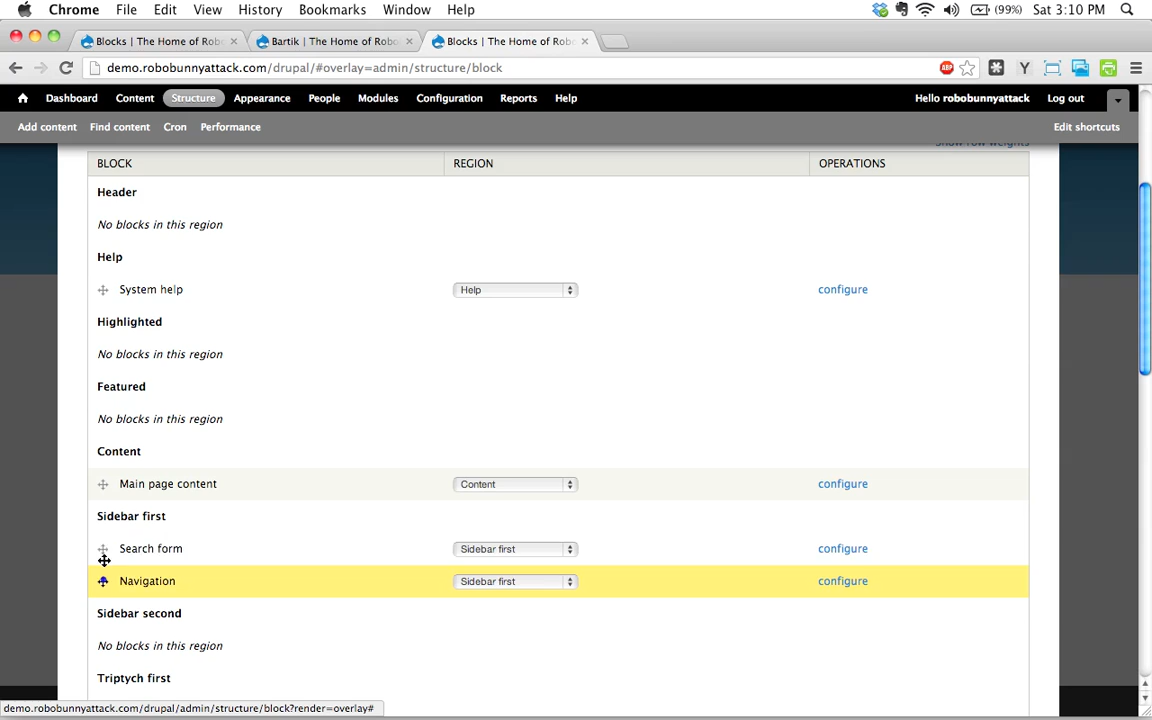 Chrome File Edit View History Bookmarks Window Help (99%) Sat 3:10 PM
Blocks | The Home of Rob Bartik | The Home of Robo Blocks | The Home of Rob
demo.robobunnyattack.com/drupal/#overlay=admin/structure/block ABP Y
Dashboard Content Structure Appearance People Modules Configuration Reports Help Hello robobunnyattack Log out
Add content Find content Cron Performance Edit shortcuts
Show row weights
BLOCK REGION OPERATIONS
Header
No blocks in this region
Help
System help Help configure
Highlighted
No blocks in this region
Featured
No blocks in this region
Content
Main page content Content configure
Sidebar first
Search form Sidebar first configure
Navigation Sidebar first configure
Sidebar second
No blocks in this region
Triptych first
demo.robobunnyattack.com/drupal/admin/structure/block?render=overlay#